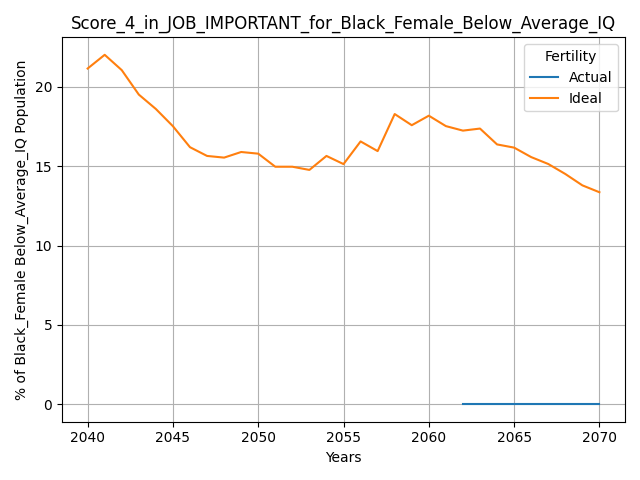 Score_4_in_JOB_IMPORTANT_for_Black_Female_Below_Average_IQ
% of Black_Female Below_Average_IQ Population
Fertility
Actual
Ideal
20
15
10
5
0
2040 2045 2050 2055 2060 2065 2070
Years